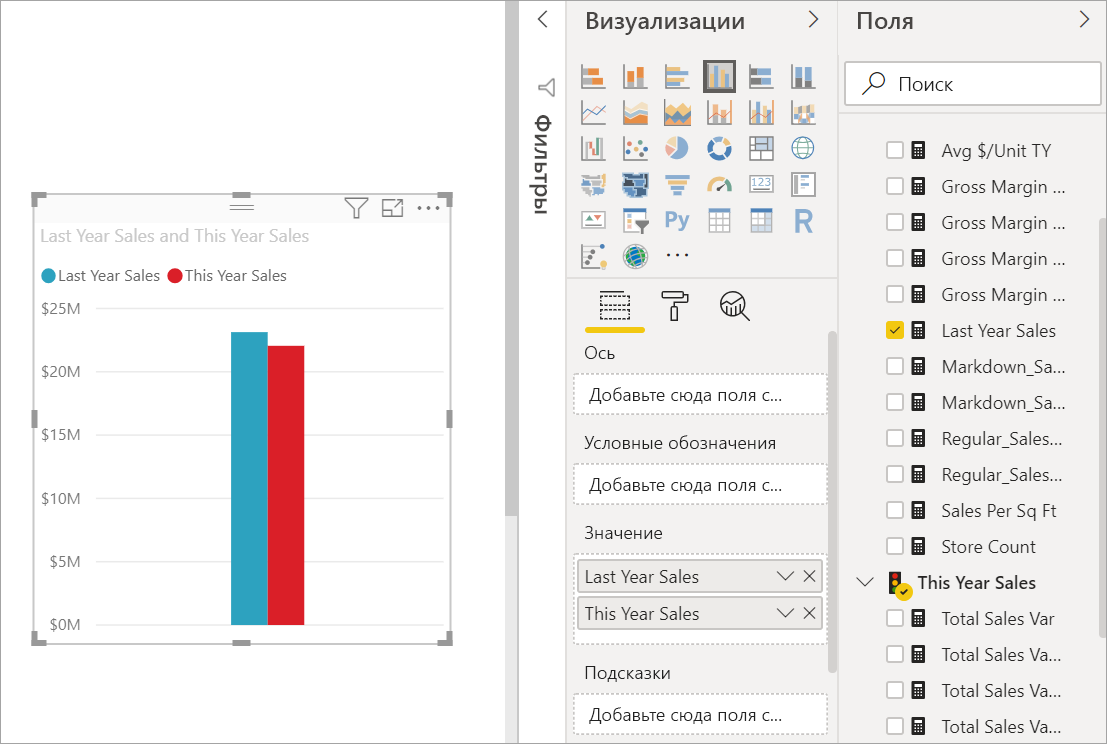 Last Year Sales and This Year Sales
Last Year Sales
This Year Sales
$25M
$20M
$15M
$10M
$5M
$0M
Фильтры
Визуализации
123
Py
R
Ось
Добавьте сюда поля с...
Условные обозначения
Добавьте сюда поля с...
Значение
Last Year Sales
This Year Sales
Подсказки
Добавьте сюда поля с...
Поля
Поиск
Avg $/Unit TY
Gross Margin ...
Gross Margin ...
Gross Margin ...
Gross Margin ...
Last Year Sales
Markdown_Sa...
Markdown_Sa...
Regular_Sales...
Regular_Sales...
Sales Per Sq Ft
Store Count
This Year Sales
Total Sales Var
Total Sales Va...
Total Sales Va...
Total Sales Va...